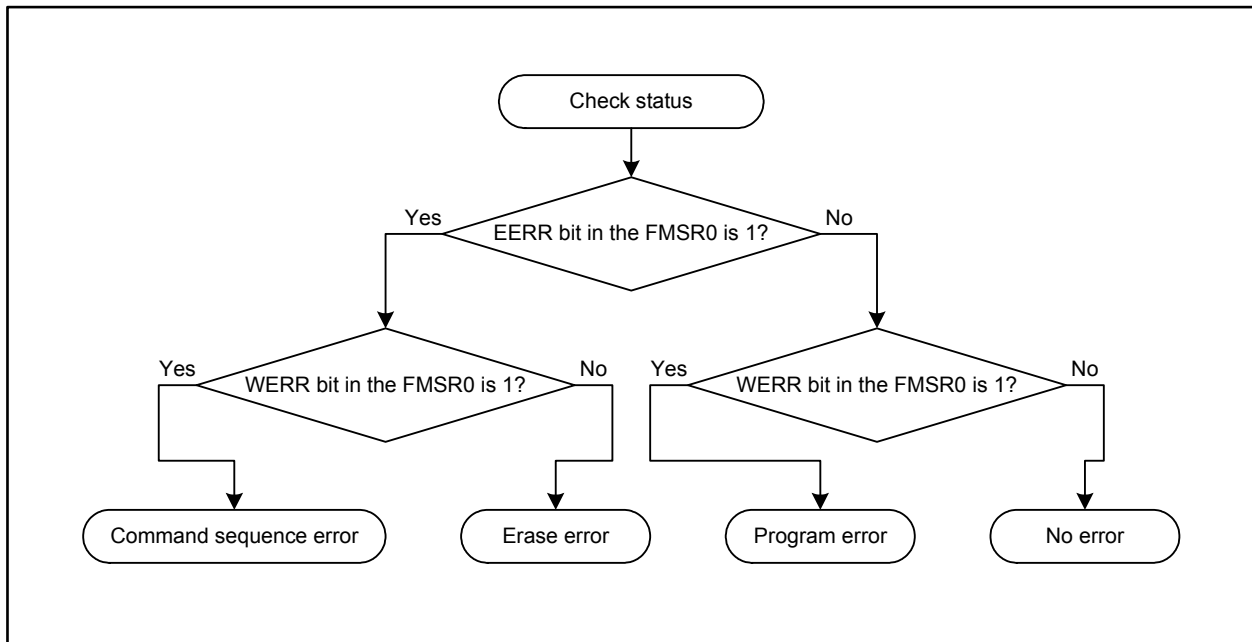 Check status
EERR bit in the FMSR0 is 1?
Yes
No
WERR bit in the FMSR0 is 1?
Yes
No
WERR bit in the FMSR0 is 1?
Yes
No
Command sequence error
Erase error
Program error
No error